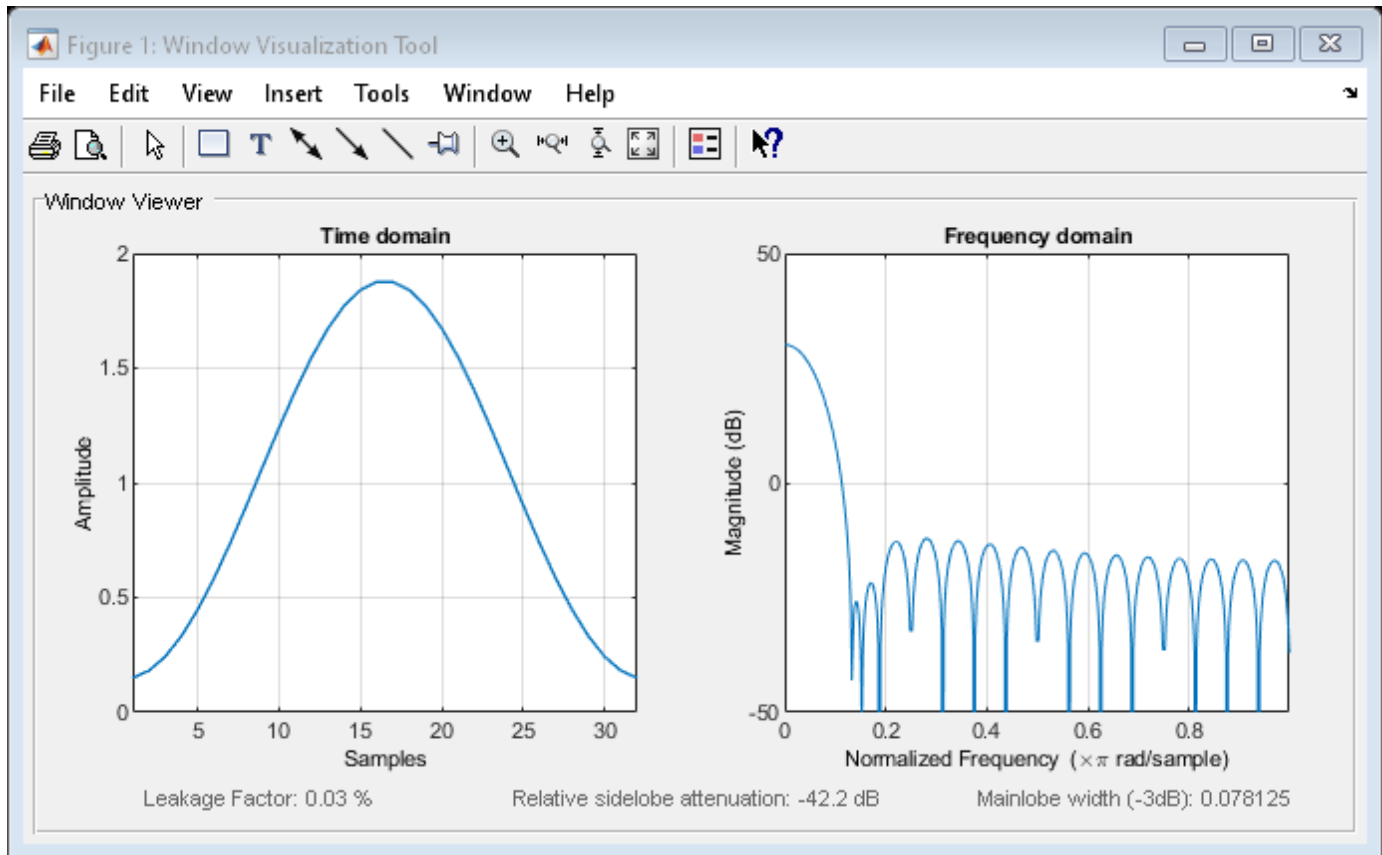 Figure 1: Window Visualization Tool
File Edit View Insert Tools Window Help
T
?
Window Viewer
Time domain
2
1.5
1
0.5
0
5 10 15 20 25 30
Amplitude
Samples
Frequency domain
50
0
-50
0 0.2 0.4 0.6 0.8
Magnitude (dB)
Normalized Frequency (×π rad/sample)
Leakage Factor: 0.03 % Relative sidelobe attenuation: -42.2 dB Mainlobe width (-3dB): 0.078125